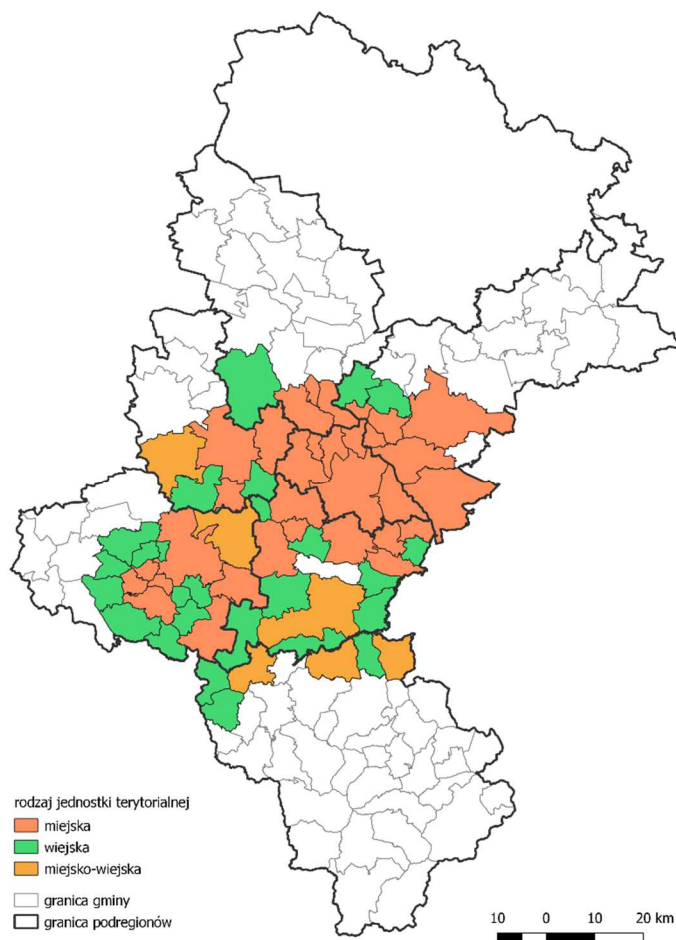 rodzaj jednostki terytorialnej
miejska
wiejska
miejsko-wiejska
granica gminy
granica podregionów
10 0 10 20 km